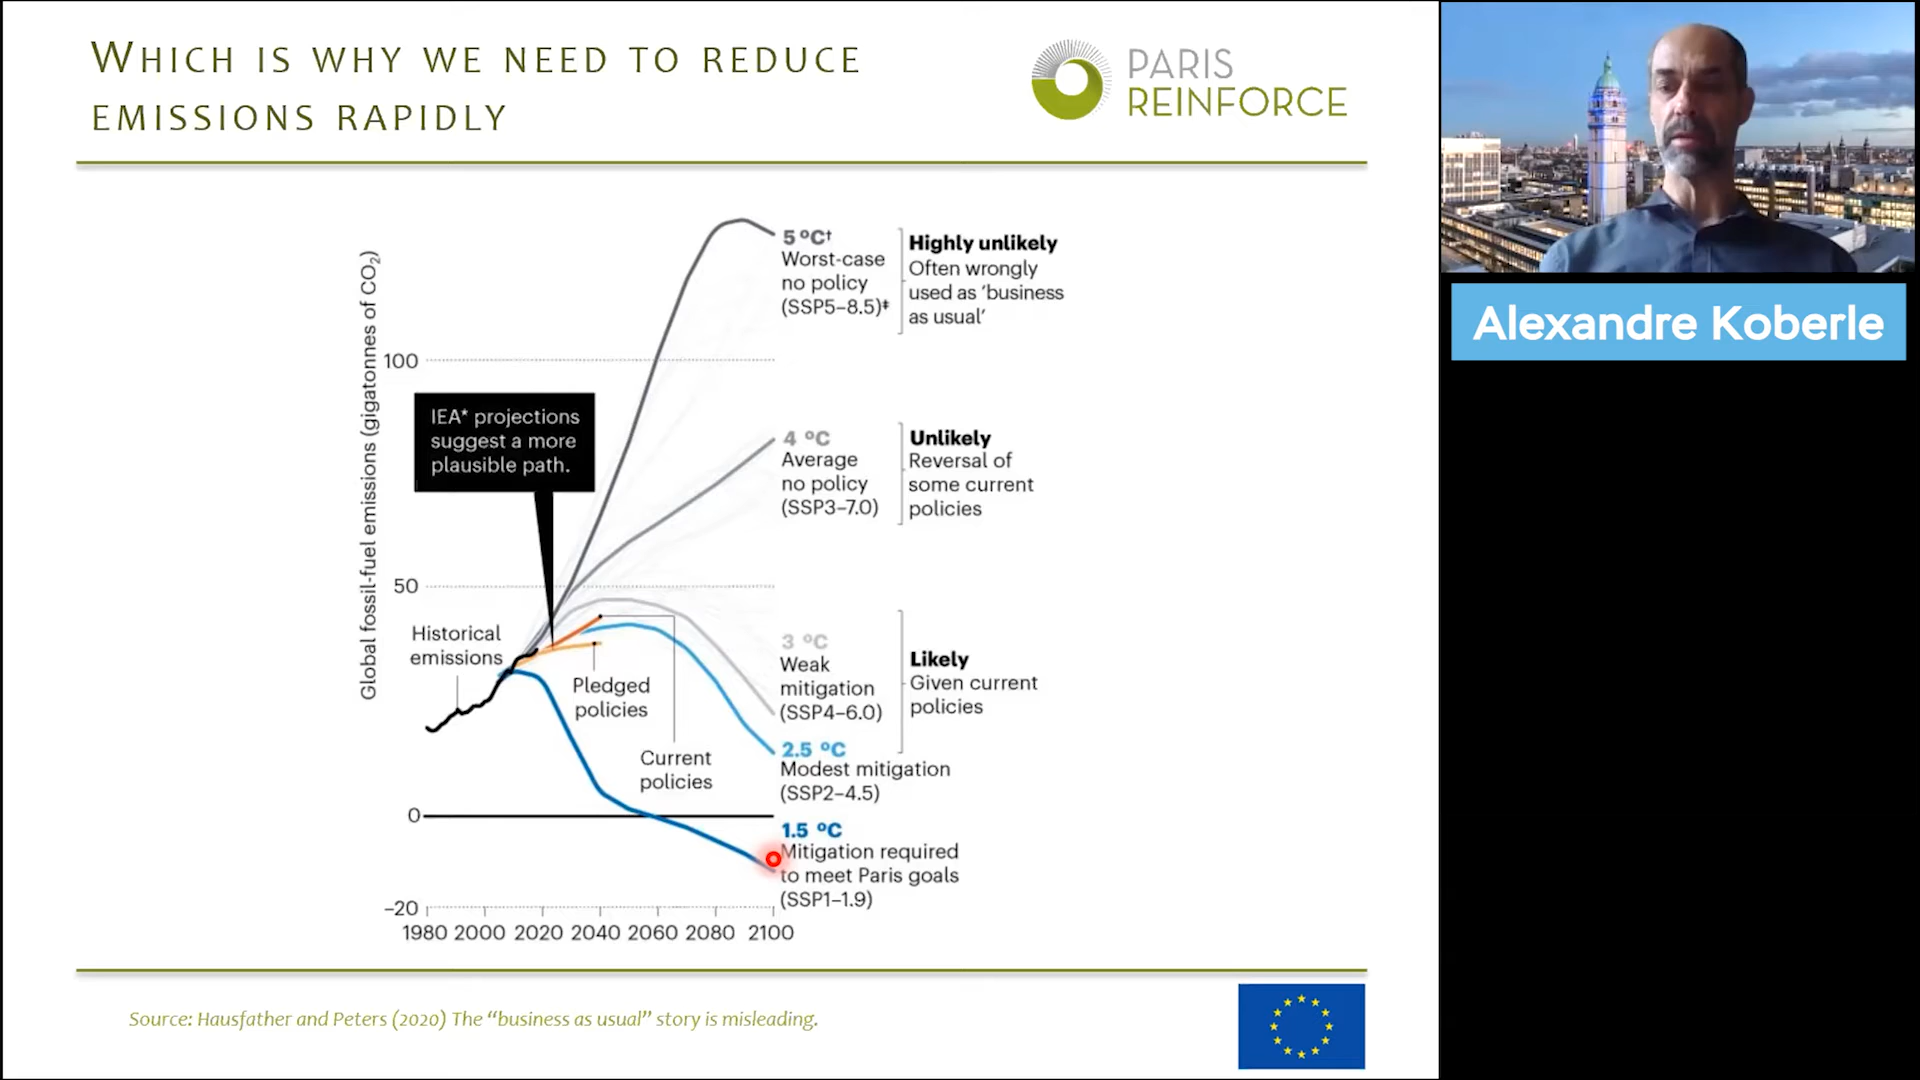 WHICH IS WHY WE NEED TO REDUCE
EMISSIONS RAPIDLY
PARIS
REINFORCE
Alexandre Koberle
Global fossil-fuel emissions (gigatonnes of CO₂)
100
50
0
−20
1980 2000 2020 2040 2060 2080 2100
IEA* projections
suggest a more
plausible path.
Historical
emissions
Pledged
policies
Current
policies
5 °C†
Worst-case
no policy
(SSP5–8.5)‡
Highly unlikely
Often wrongly
used as ‘business
as usual’
4 °C
Average
no policy
(SSP3–7.0)
Unlikely
Reversal of
some current
policies
3 °C
Weak
mitigation
(SSP4–6.0)
Likely
Given current
policies
2.5 °C
Modest mitigation
(SSP2–4.5)
1.5 °C
Mitigation required
to meet Paris goals
(SSP1–1.9)
Source: Hausfather and Peters (2020) The “business as usual” story is misleading.